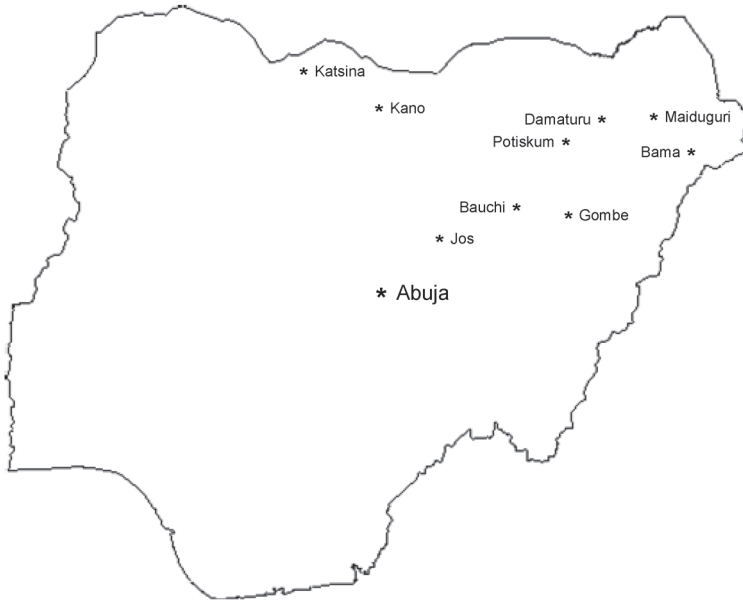 Katsina
Kano
Damaturu
Maiduguri
Potiskum
Bama
Bauchi
Gombe
Jos
Abuja